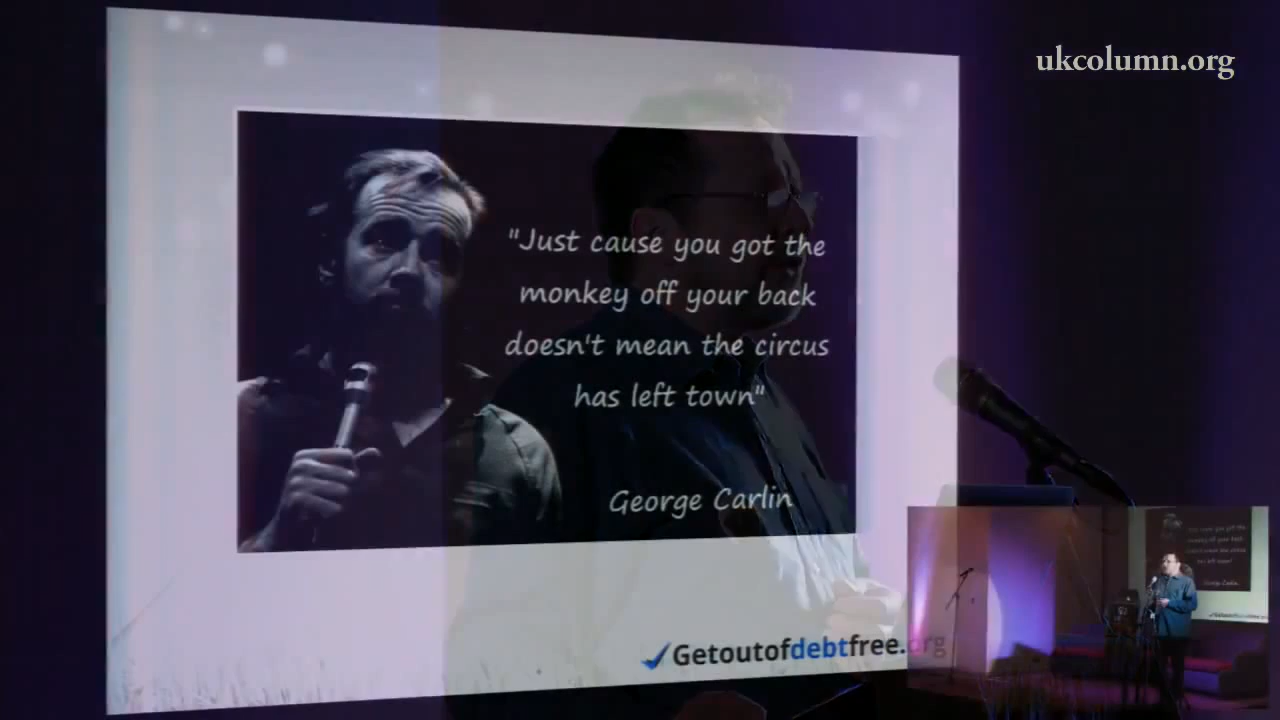 ukcolumn.org
"Just cause you got the
monkey off your back
doesn't mean the circus
has left town"
George Carlin
Getoutofdebtfree.org